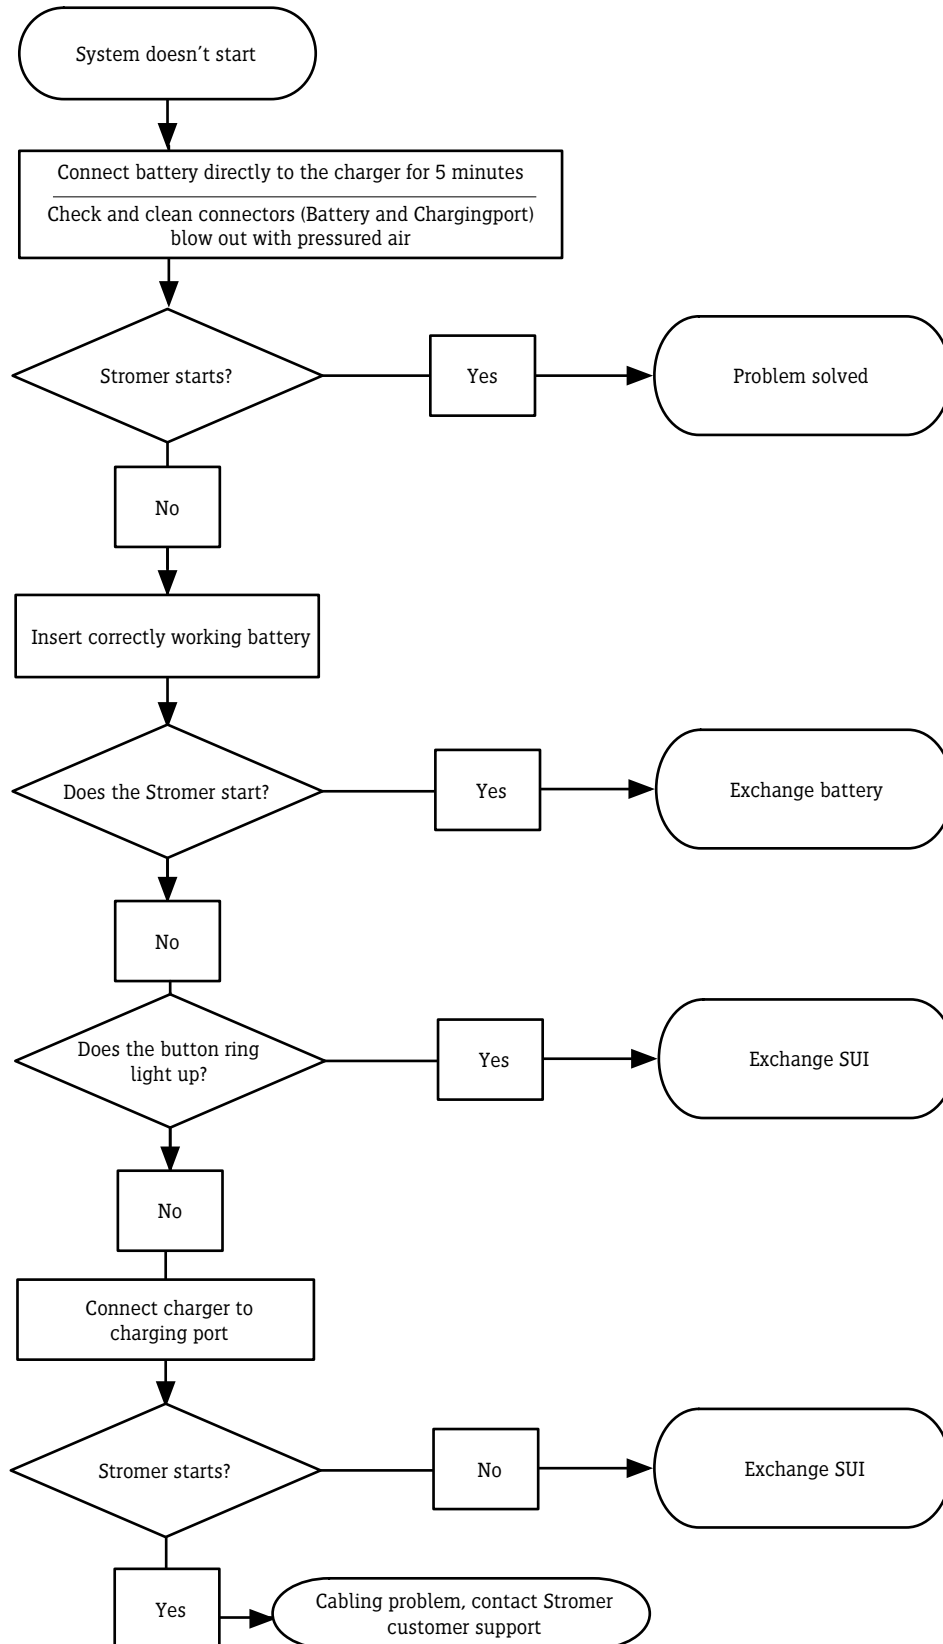 System doesn't start
Connect battery directly to the charger for 5 minutes
Check and clean connectors (Battery and Chargingport)
blow out with pressured air
Stromer starts?
Yes
Problem solved
No
Insert correctly working battery
Does the Stromer start?
Yes
Exchange battery
No
Does the button ring
light up?
Yes
Exchange SUI
No
Connect charger to
charging port
Stromer starts?
No
Exchange SUI
Yes
Cabling problem, contact Stromer
customer support